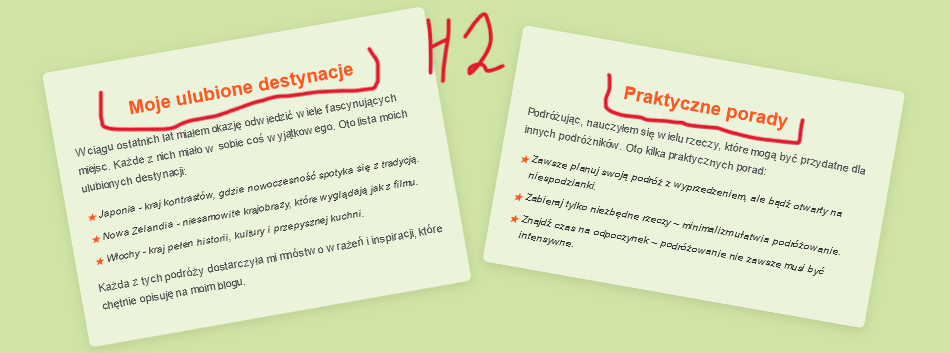 H2
Moje ulubione destynacje
W ciągu ostatnich lat miałem okazję odwiedzić wiele fascynujących
miejsc. Każde z nich miało w sobie coś wyjątkowego. Oto lista moich
ulubionych destynacji:
★ Japonia - kraj kontrastów, gdzie nowoczesność spotyka się z tradycją.
★ Nowa Zelandia - niesamowite krajobrazy, które wyglądają jak z filmu.
★ Włochy - kraj pełen historii, kultury i przepysznej kuchni.
Każda z tych podróży dostarczyła mi mnóstwo wrażeń i inspiracji, które
chętnie opisuję na moim blogu.
Praktyczne porady
Podróżując, nauczyłem się wielu rzeczy, które mogą być przydatne dla
innych podróżników. Oto kilka praktycznych porad:
★ Zawsze planuj swoją podróż z wyprzedzeniem, ale bądź otwarty na
niespodzianki.
★ Zabieraj tylko niezbędne rzeczy – minimalizm ułatwia podróżowanie.
★ Znajdź czas na odpoczynek – podróżowanie nie zawsze musi być
intensywne.